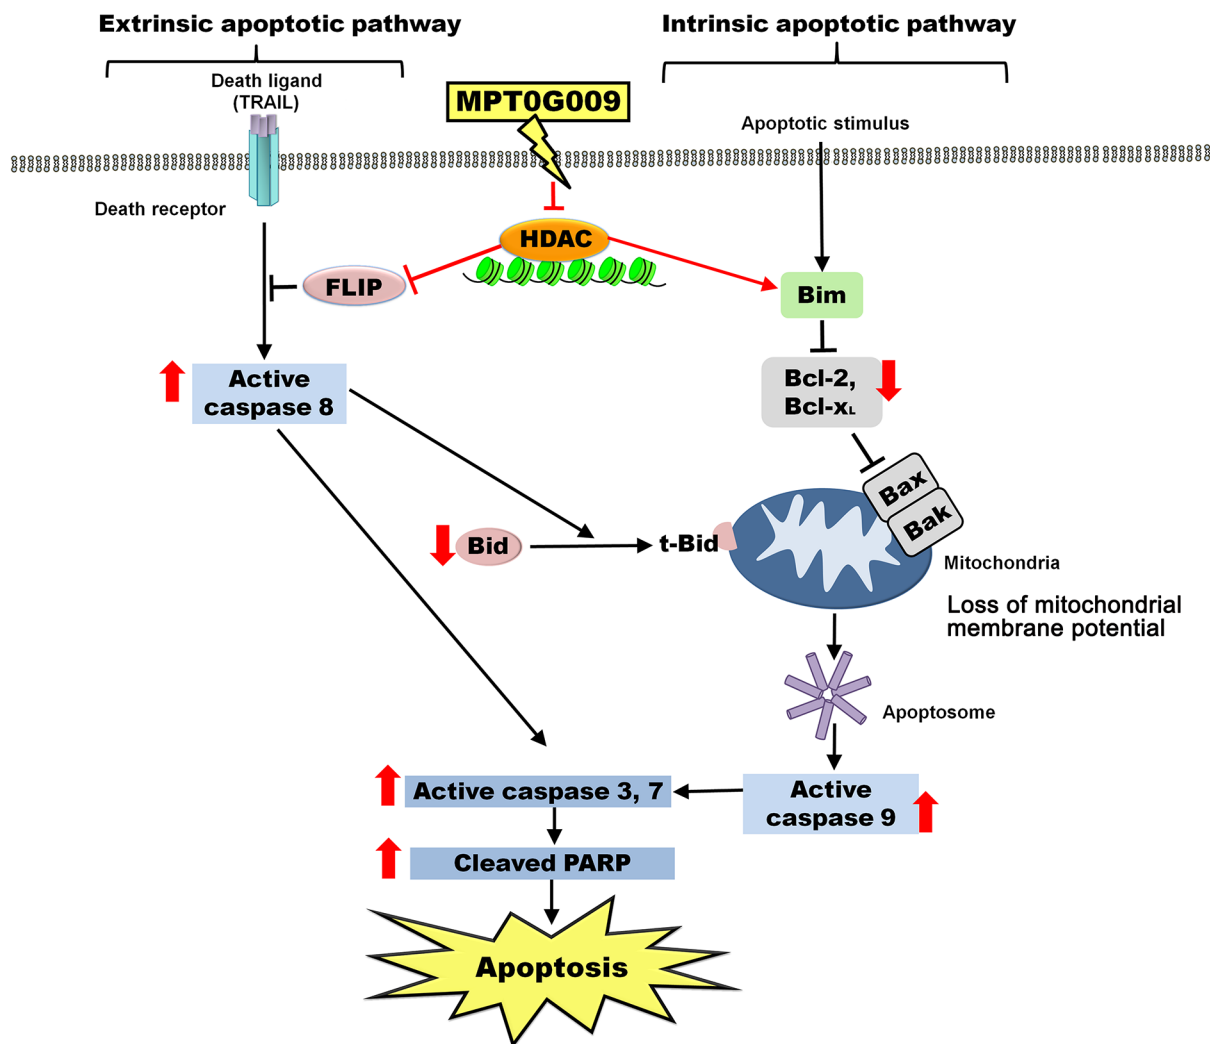 Extrinsic apoptotic pathway
Intrinsic apoptotic pathway
Death ligand
(TRAIL)
MPT0G009
Apoptotic stimulus
Death receptor
HDAC
FLIP
Bim
Active
caspase 8
Bcl-2,
Bcl-xL
Bax
Bak
Bid
t-Bid
Mitochondria
Loss of mitochondrial
membrane potential
Apoptosome
Active caspase 3, 7
Active
caspase 9
Cleaved PARP
Apoptosis